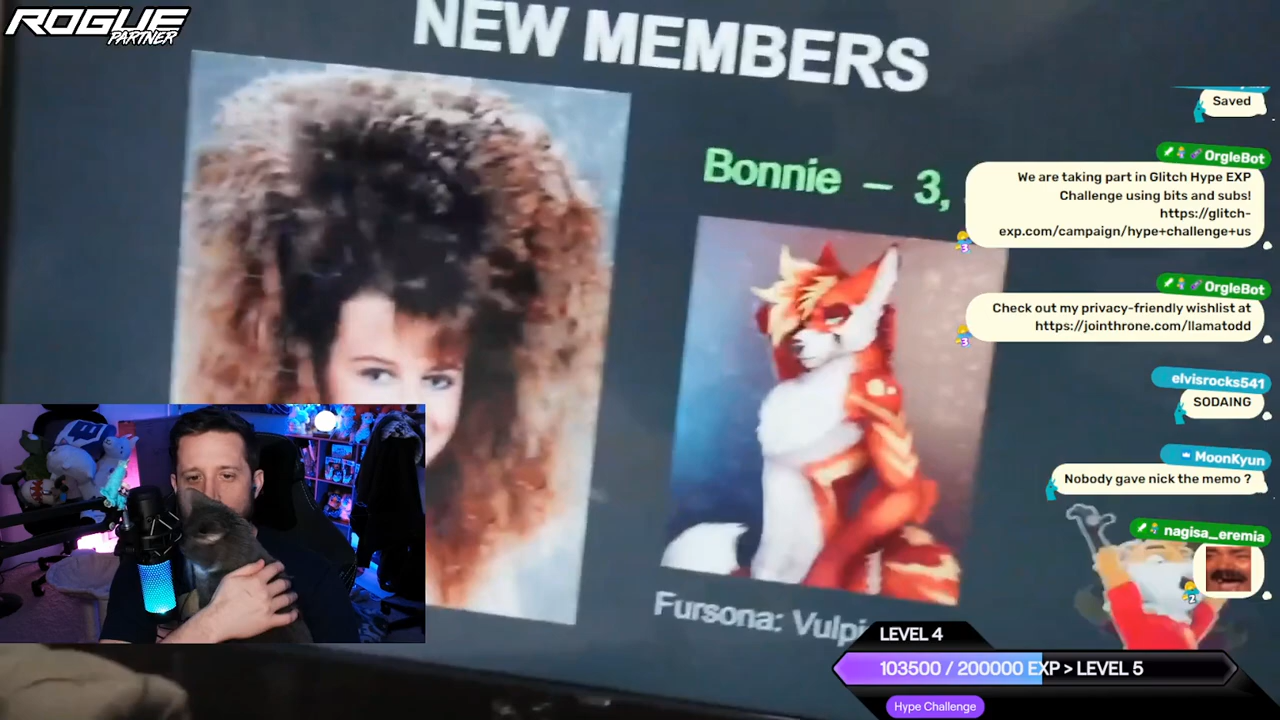 ROGUE
PARTNER
NEW MEMBERS
Bonnie – 3,
Fursona: Vulpi
Saved
OrgleBot
We are taking part in Glitch Hype EXP
Challenge using bits and subs!
https://glitch-
exp.com/campaign/hype+challenge+us
3
OrgleBot
Check out my privacy-friendly wishlist at
https://jointhrone.com/llamatodd
3
elvisrocks541
SODAING
MoonKyun
Nobody gave nick the memo ?
nagisa_eremia
2
LEVEL 4
103500 / 200000 EXP > LEVEL 5
Hype Challenge